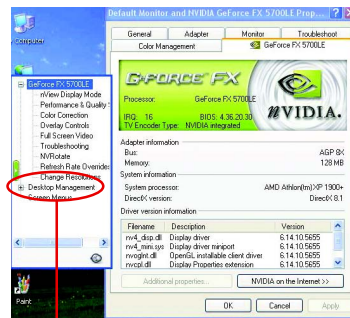 Default Monitor and NVIDIA GeForce FX 5700LE Prop...
Computer
General Adapter Monitor Troubleshoot
Color Management GeForce FX 5700LE
GeForce FX 5700LE
nView Display Mode
Performance & Quality
Color Correction
Overlay Controls
Full Screen Video
Troubleshooting
NVRotate
Refresh Rate Overrides
Change Resolutions
Desktop Management
Screen Menus
GEFORCE FX
Processor: GeForce FX 5700LE
IRQ: 16 BIOS: 4.36.20.30
TV Encoder Type: NVIDIA integrated
NVIDIA.
Adapter information
Bus: AGP 8X
Memory: 128 MB
System information
System processor: AMD Athlon(tm) XP 1900+
DirectX version: DirectX 8.1
Driver version information
Filename Description Version
nv4_disp.dll Display driver 6.14.10.5655
nv4_mini.sys Display driver miniport 6.14.10.5655
nvoglnt.dll OpenGL installable client driver 6.14.10.5655
nvcpl.dll Display Properties extension 6.14.10.5655
Additional properties... NVIDIA on the Internet >>
OK Cancel Apply
Paint